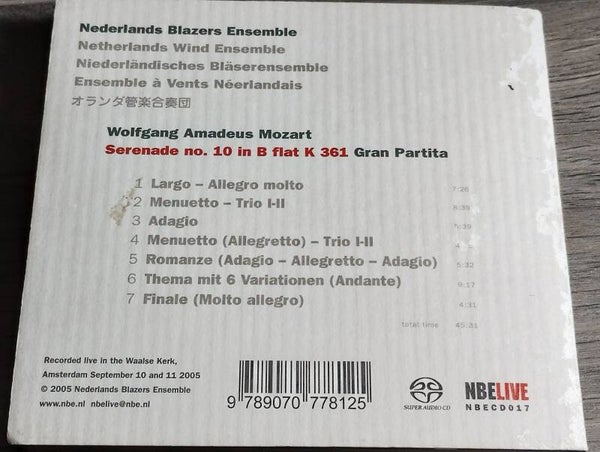 Nederlands Blazers Ensemble
Netherlands Wind Ensemble
Niederländisches Bläserensemble
Ensemble à Vents Néerlandais
オランダ管楽合奏団
Wolfgang Amadeus Mozart
Serenade no. 10 in B flat K 361 Gran Partita
1 Largo – Allegro molto 7:26
2 Menuetto – Trio I-II 8:39
3 Adagio 5:39
4 Menuetto (Allegretto) – Trio I-II
5 Romanze (Adagio – Allegretto – Adagio) 5:32
6 Thema mit 6 Variationen (Andante) 9:17
7 Finale (Molto allegro) 4:31
total time 45:31
Recorded live in the Waalse Kerk,
Amsterdam September 10 and 11 2005
© 2005 Nederlands Blazers Ensemble
www.nbe.nl nbelive@nbe.nl
9 789070 778125
SUPER AUDIO CD
NBELIVE
NBECD017